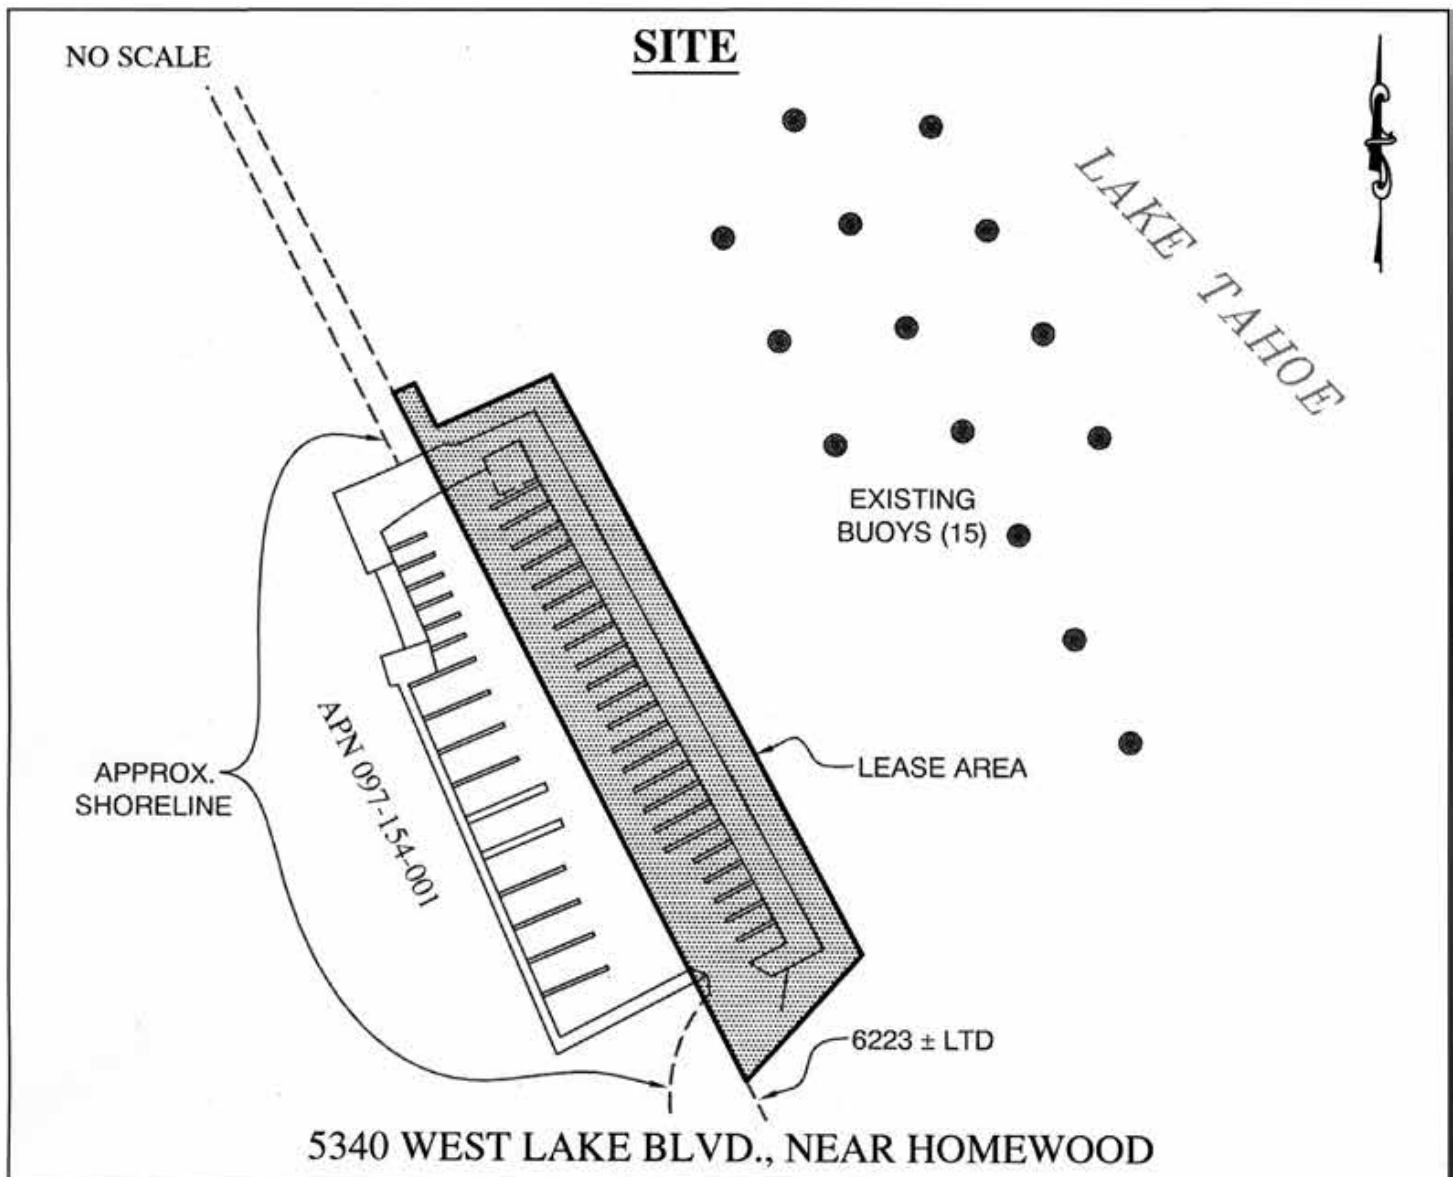 NO SCALE
SITE
LAKE TAHOE
EXISTING
BUOYS (15)
LEASE AREA
APPROX.
SHORELINE
APN 097-154-001
6223 ± LTD
5340 WEST LAKE BLVD., NEAR HOMEWOOD